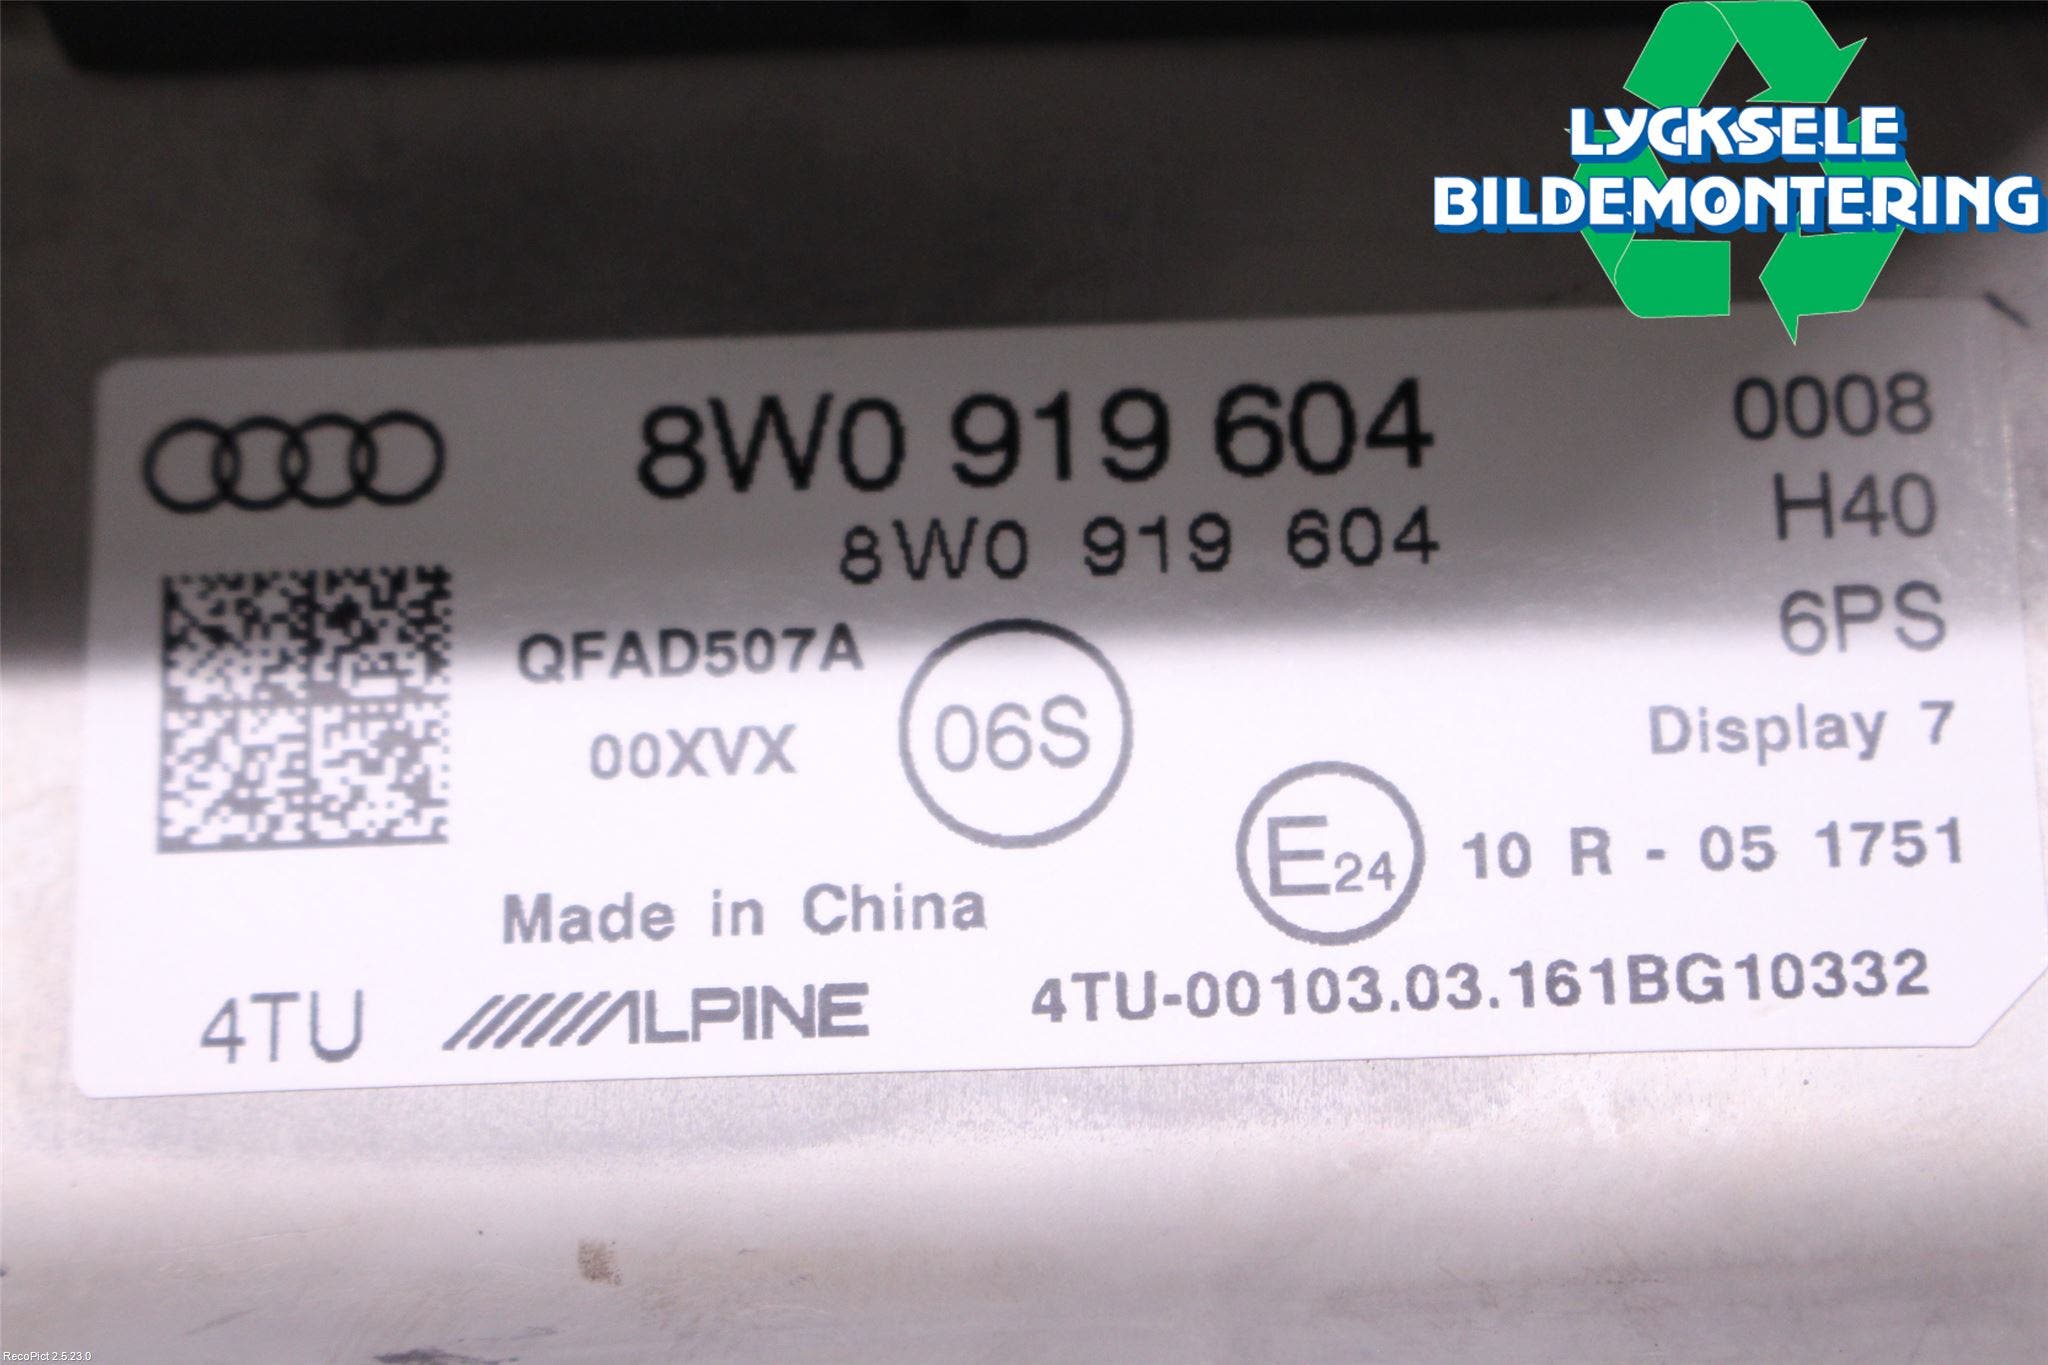 LYCKSELE
BILDEMONTERING
8W0 919 604
0008
8W0 919 604
H40
QFAD507A
6PS
00XVX
06S
Display 7
E24 10 R - 05 1751
Made in China
4TU ALPINE 4TU-00103.03.161BG10332
RecoPict 2.5.23.0